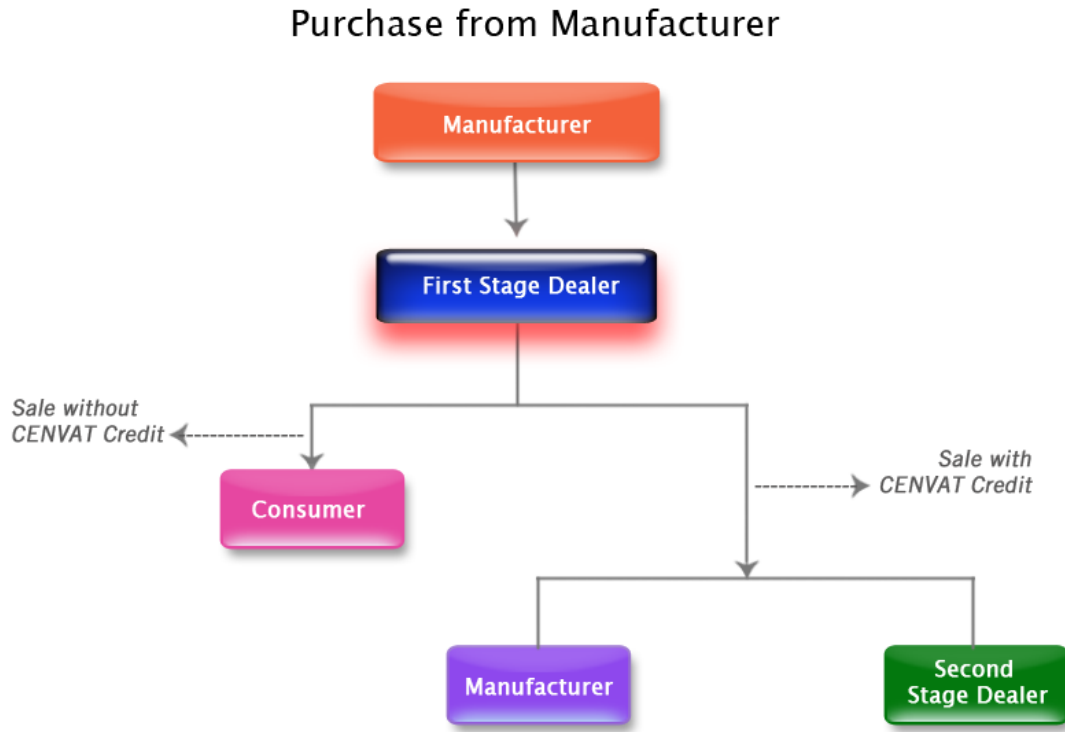 Purchase from Manufacturer
Manufacturer
First Stage Dealer
Sale without
CENVAT Credit
Sale with
CENVAT Credit
Consumer
Manufacturer
Second
Stage Dealer